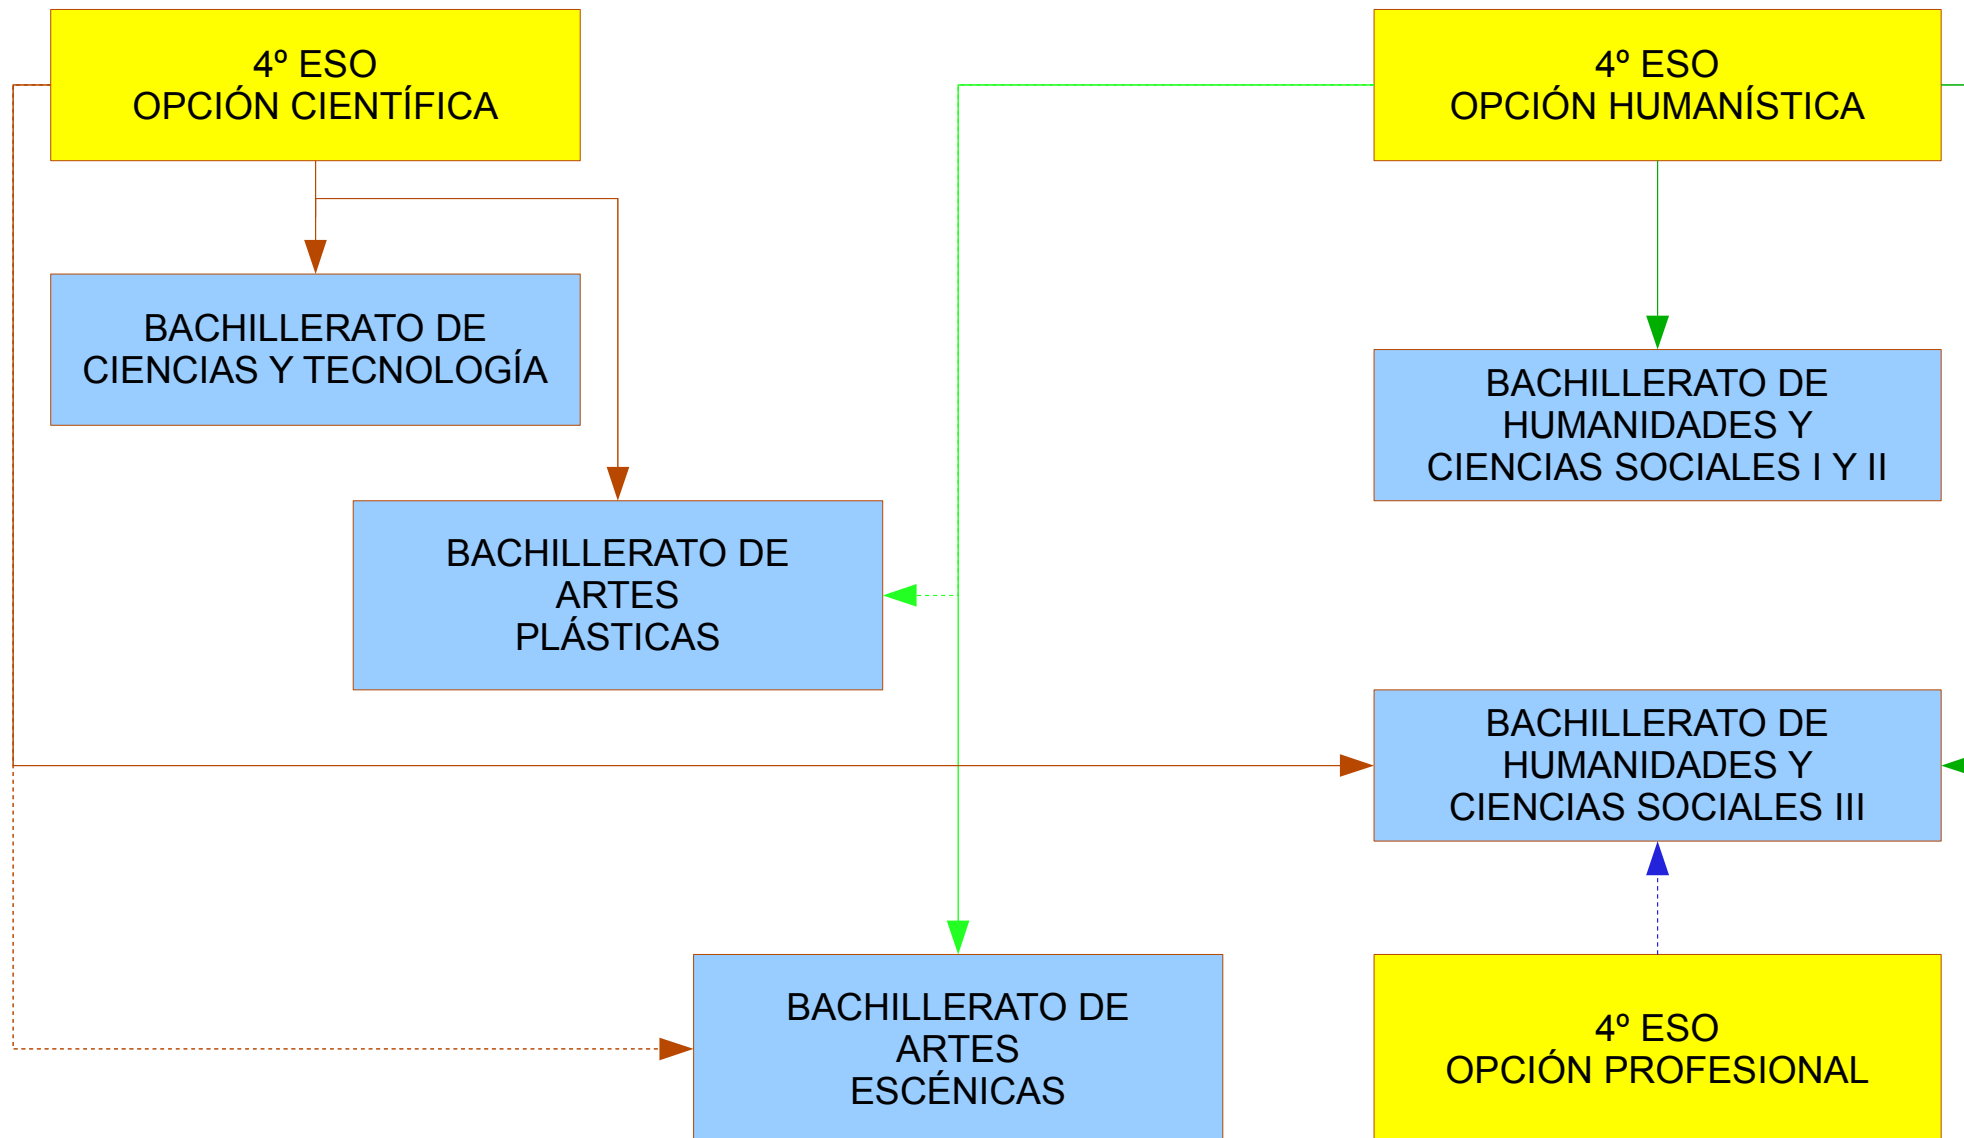 4º ESO
OPCIÓN CIENTÍFICA
4º ESO
OPCIÓN HUMANÍSTICA
BACHILLERATO DE
CIENCIAS Y TECNOLOGÍA
BACHILLERATO DE
HUMANIDADES Y
CIENCIAS SOCIALES I Y II
BACHILLERATO DE
ARTES
PLÁSTICAS
BACHILLERATO DE
HUMANIDADES Y
CIENCIAS SOCIALES III
BACHILLERATO DE
ARTES
ESCÉNICAS
4º ESO
OPCIÓN PROFESIONAL